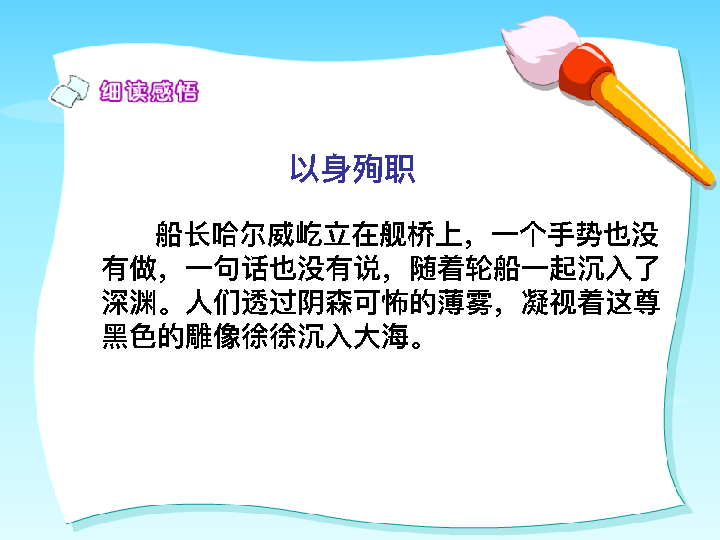 细读感悟
以身殉职
船长哈尔威屹立在舰桥上，一个手势也没
有做，一句话也没有说，随着轮船一起沉入了
深渊。人们透过阴森可怖的薄雾，凝视着这尊
黑色的雕像徐徐沉入大海。